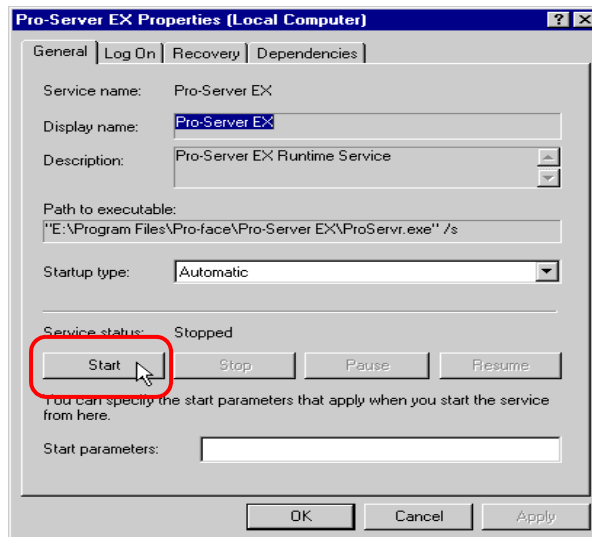 Pro-Server EX Properties (Local Computer)
General Log On Recovery Dependencies
Service name: Pro-Server EX
Display name: Pro-Server EX
Description: Pro-Server EX Runtime Service
Path to executable:
"E:\Program Files\Pro-face\Pro-Server EX\ProServr.exe" /s
Startup type: Automatic
Service status: Stopped
Start Stop Pause Resume
You can specify the start parameters that apply when you start the service
from here.
Start parameters:
OK Cancel Apply